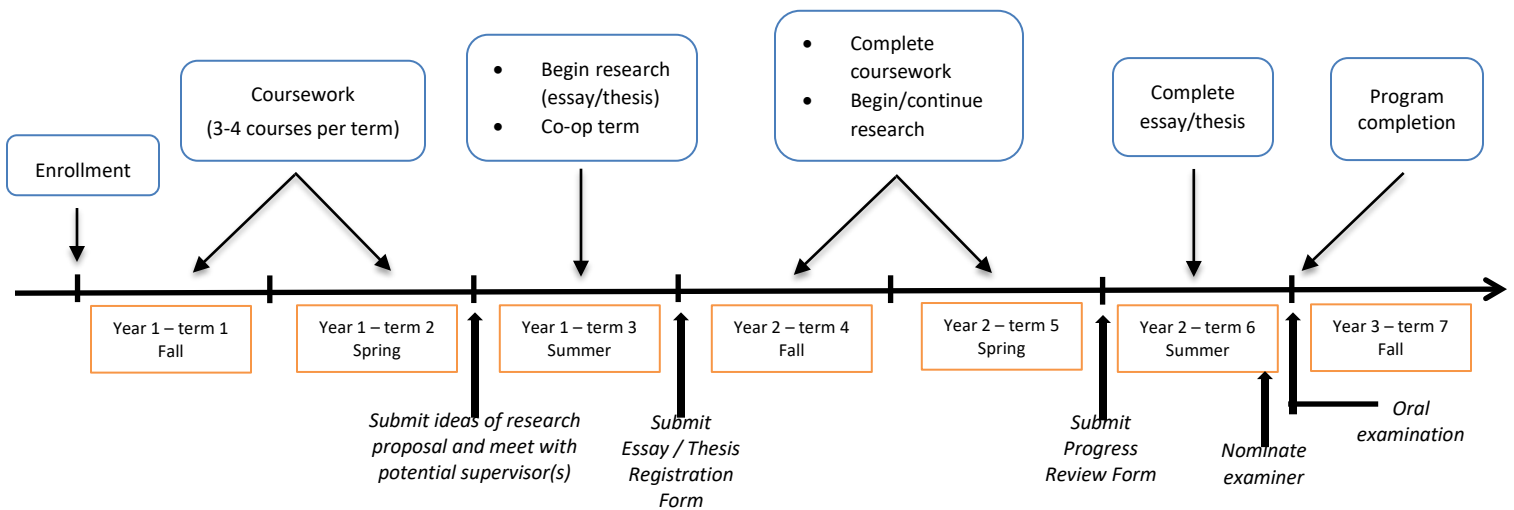 Enrollment
Coursework
(3-4 courses per term)
• Begin research
(essay/thesis)
• Co-op term
• Complete
coursework
• Begin/continue
research
Complete
essay/thesis
Program
completion
Year 1 – term 1
Fall
Year 1 – term 2
Spring
Year 1 – term 3
Summer
Year 2 – term 4
Fall
Year 2 – term 5
Spring
Year 2 – term 6
Summer
Year 3 – term 7
Fall
Submit ideas of research
proposal and meet with
potential supervisor(s)
Submit
Essay / Thesis
Registration
Form
Submit
Progress
Review Form
Nominate
examiner
Oral
examination